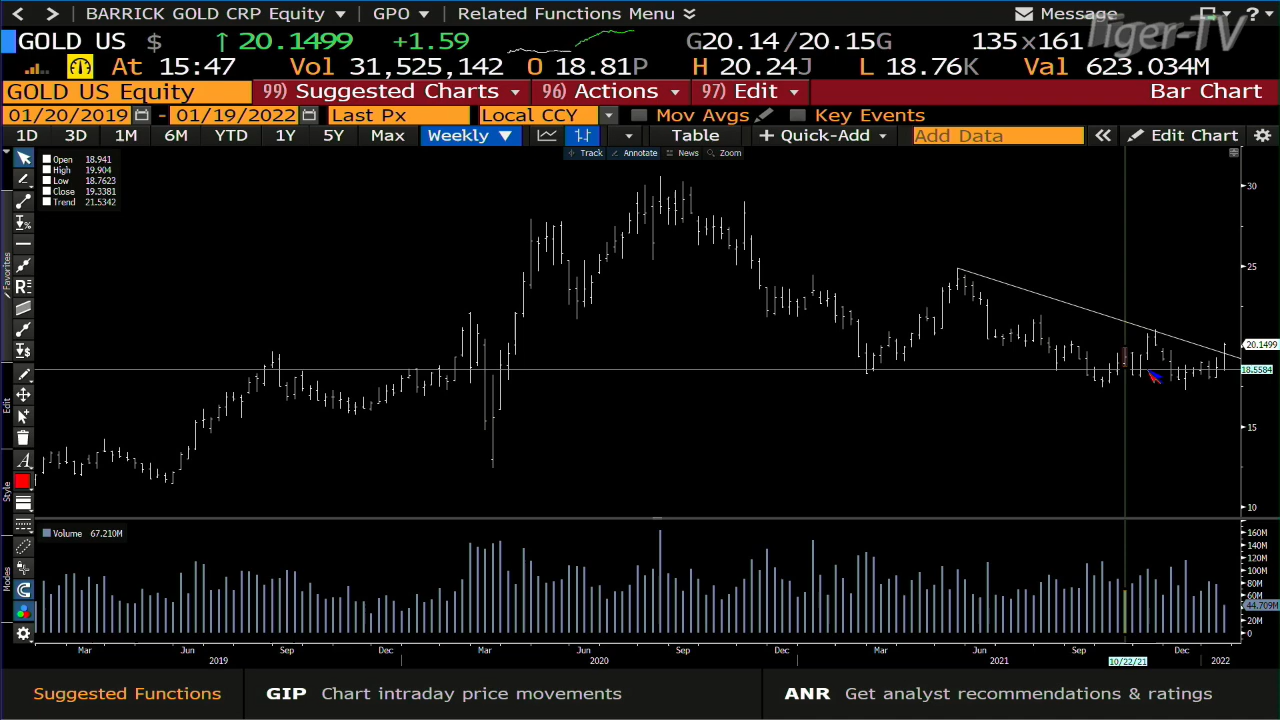 BARRICK GOLD CRP Equity GPO Related Functions Menu Message ?
Tiger-TV
GOLD US $ ↑ 20.1499 +1.59 G20.14 /20.15G 135 x161
At 15:47 Vol 31,525,142 O 18.81P H 20.24J L 18.76K Val 623.034M
GOLD US Equity 99) Suggested Charts 96) Actions 97) Edit Bar Chart
01/20/2019 - 01/19/2022 Last Px Local CCY Mov Avgs Key Events
1D 3D 1M 6M YTD 1Y 5Y Max Weekly Table + Quick-Add Add Data « Edit Chart
Track Annotate News Zoom
Open 18.941
High 19.904
Low 18.7623
Close 19.3381
Trend 21.5342
Favorites
Edit
Style
Modes
30
25
20.1499
18.5584
15
10
Volume 67.210M
160M
140M
120M
100M
80M
60M
44.709M
20M
0
Mar Jun Sep Dec Mar Jun Sep Dec Mar Jun Sep Dec
2019 2020 2021 10/22/21 2022
Suggested Functions GIP Chart intraday price movements ANR Get analyst recommendations & ratings